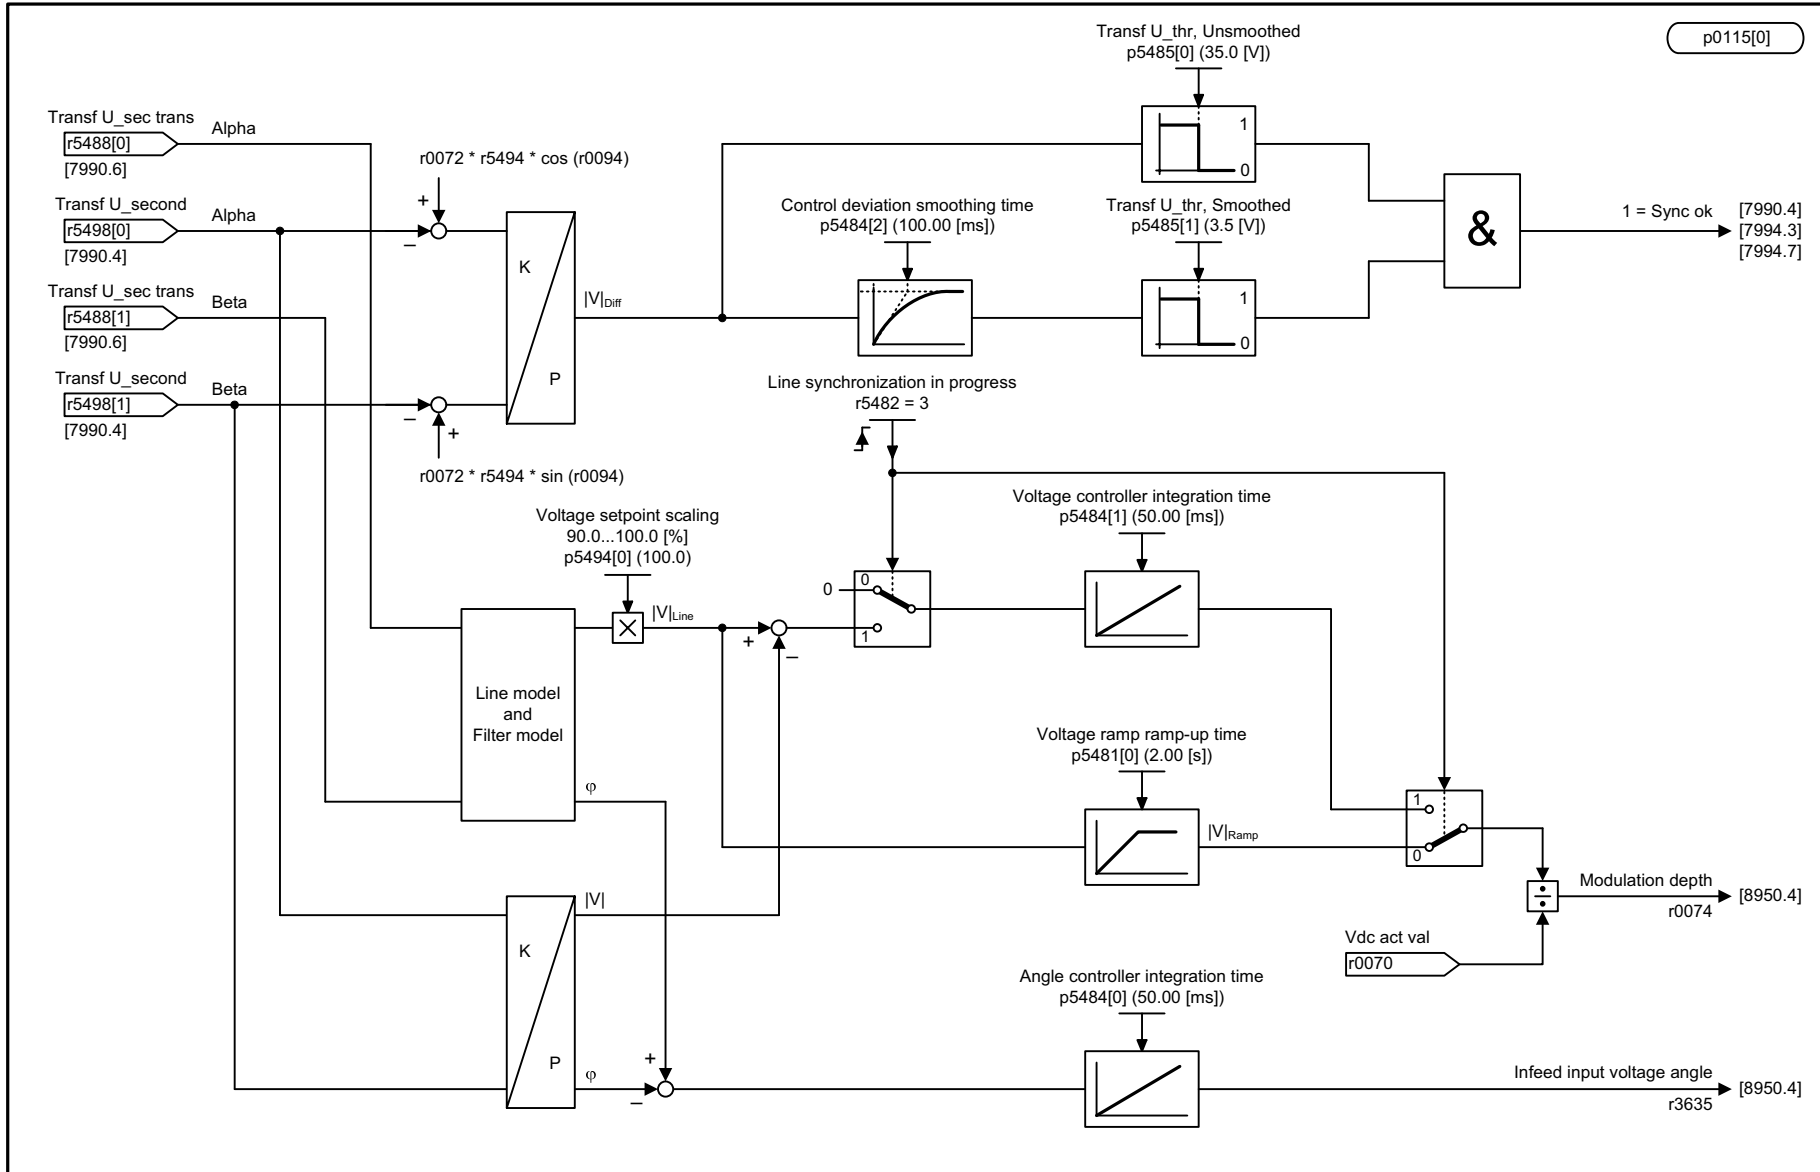 p0115[0]
Transf U_thr, Unsmoothed
p5485[0] (35.0 [V])
1
0
Transf U_sec trans
r5488[0]
[7990.6]
Alpha
Transf U_second
r5498[0]
[7990.4]
Alpha
Transf U_sec trans
r5488[1]
[7990.6]
Beta
Transf U_second
r5498[1]
[7990.4]
Beta
r0072 * r5494 * cos (r0094)
+
–
K
P
|V|Diff
–
+
r0072 * r5494 * sin (r0094)
Control deviation smoothing time
p5484[2] (100.00 [ms])
Transf U_thr, Smoothed
p5485[1] (3.5 [V])
1
0
&
1 = Sync ok
[7990.4]
[7994.3]
[7994.7]
Line synchronization in progress
r5482 = 3
Voltage setpoint scaling
90.0...100.0 [%]
p5494[0] (100.0)
|V|Line
+
–
0
0
1
Voltage controller integration time
p5484[1] (50.00 [ms])
Line model
and
Filter model
φ
Voltage ramp ramp-up time
p5481[0] (2.00 [s])
|V|Ramp
1
0
Modulation depth
r0074
[8950.4]
Vdc act val
r0070
K
P
|V|
φ
+
–
Angle controller integration time
p5484[0] (50.00 [ms])
Infeed input voltage angle
r3635
[8950.4]